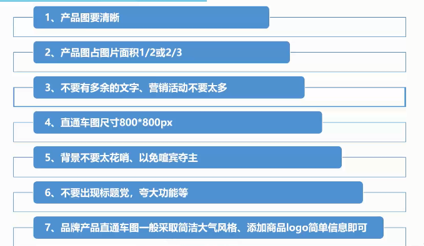 1、产品图要清晰
2、产品图占图片面积1/2或2/3
3、不要有多余的文字、营销活动不要太多
4、直通车图尺寸800*800px
5、背景不要太花哨、以免喧宾夺主
6、不要出现标题党，夸大功能等
7、品牌产品直通车图一般采取简洁大气风格、添加商品logo简单信息即可